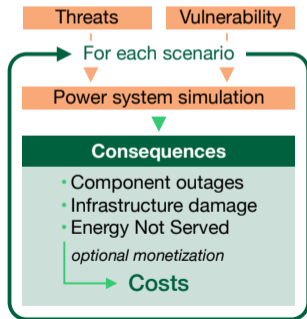 Threats Vulnerability
For each scenario
Power system simulation
Consequences
· Component outages
· Infrastructure damage
· Energy Not Served
optional monetization
Costs